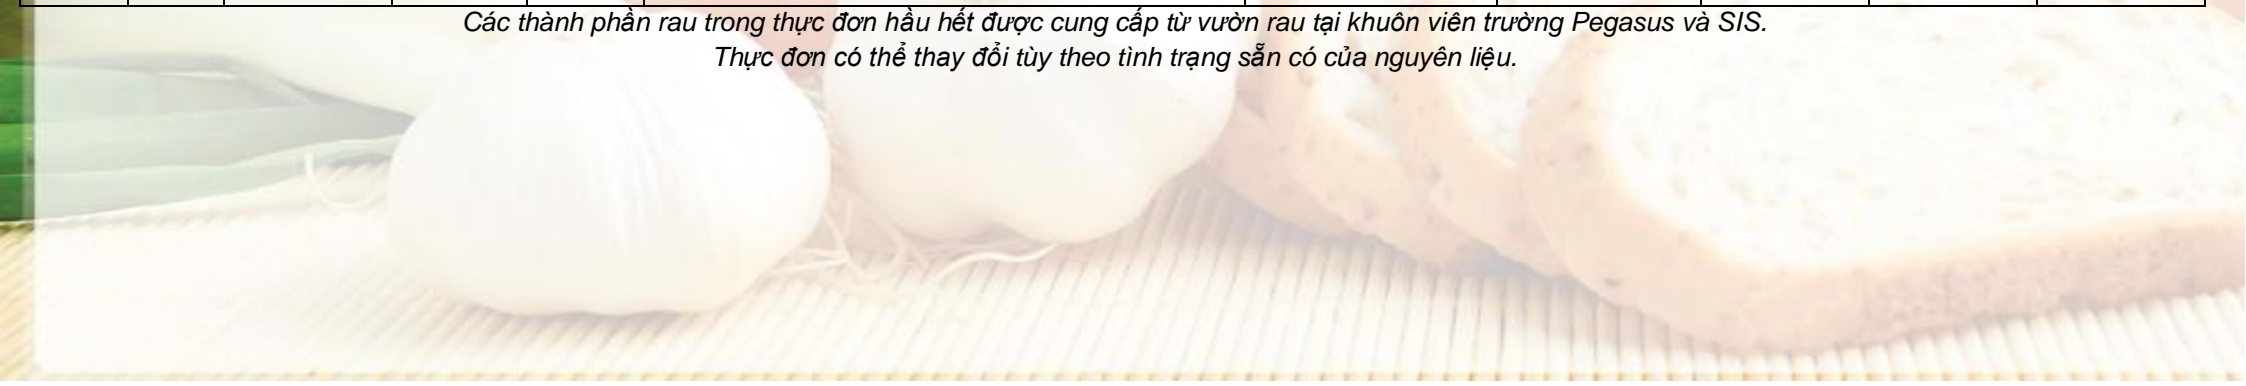 Các thành phần rau trong thực đơn hầu hết được cung cấp từ vườn rau tại khuôn viên trường Pegasus và SIS.
Thực đơn có thể thay đổi tùy theo tình trạng sẵn có của nguyên liệu.